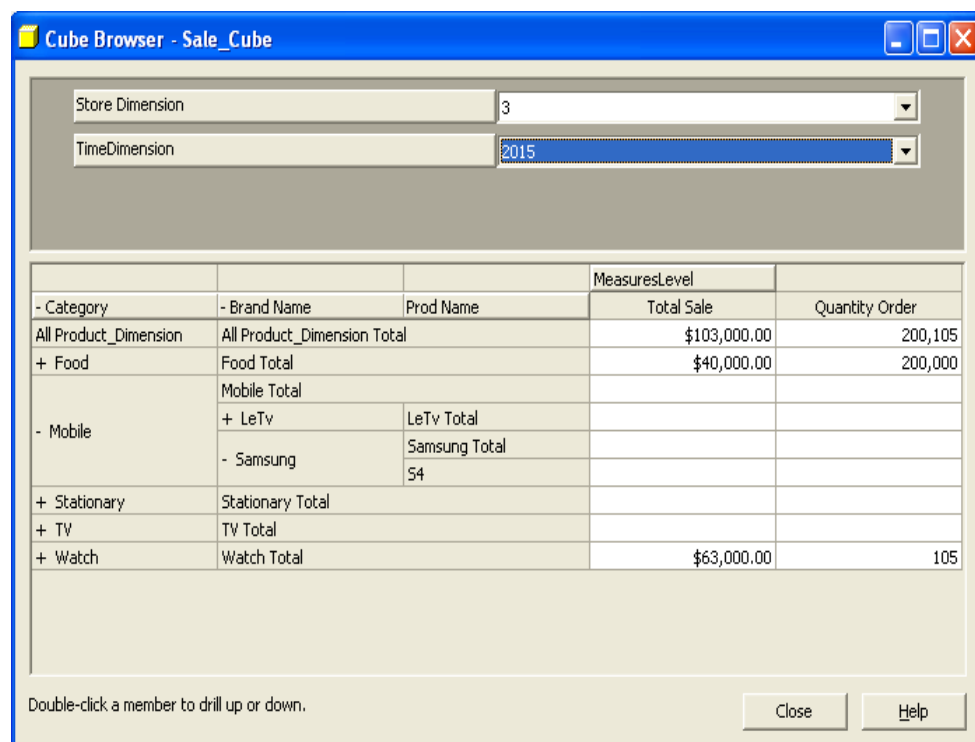 Cube Browser - Sale_Cube
Store Dimension 3
TimeDimension 2015
MeasuresLevel
- Category - Brand Name Prod Name Total Sale Quantity Order
All Product_Dimension All Product_Dimension Total $103,000.00 200,105
+ Food Food Total $40,000.00 200,000
Mobile Total
- Mobile
+ LeTv LeTv Total
- Samsung
Samsung Total
S4
+ Stationary Stationary Total
+ TV TV Total
+ Watch Watch Total $63,000.00 105
Double-click a member to drill up or down. Close Help